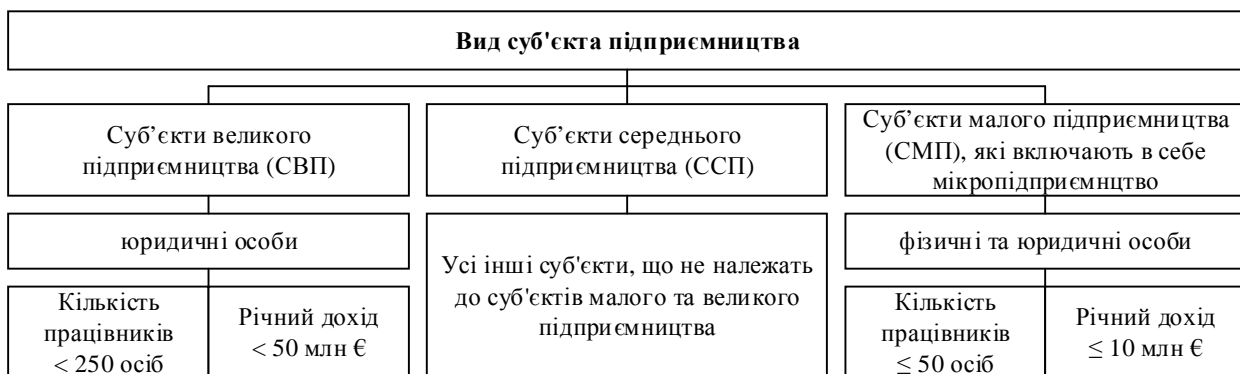 Вид суб'єкта підприємництва
Суб’єкти великого
підприємництва (СВП)
Суб’єкти середнього
підприємництва (ССП)
Суб’єкти малого підприємництва
(СМП), які включають в себе
мікропідприємнцтво
юридичні особи
Усі інші суб'єкти, що не належать
до суб'єктів малого та великого
підприємництва
фізичні та юридичні особи
Кількість
працівників
< 250 осіб
Річний дохід
< 50 млн €
Кількість
працівників
≤ 50 осіб
Річний дохід
≤ 10 млн €